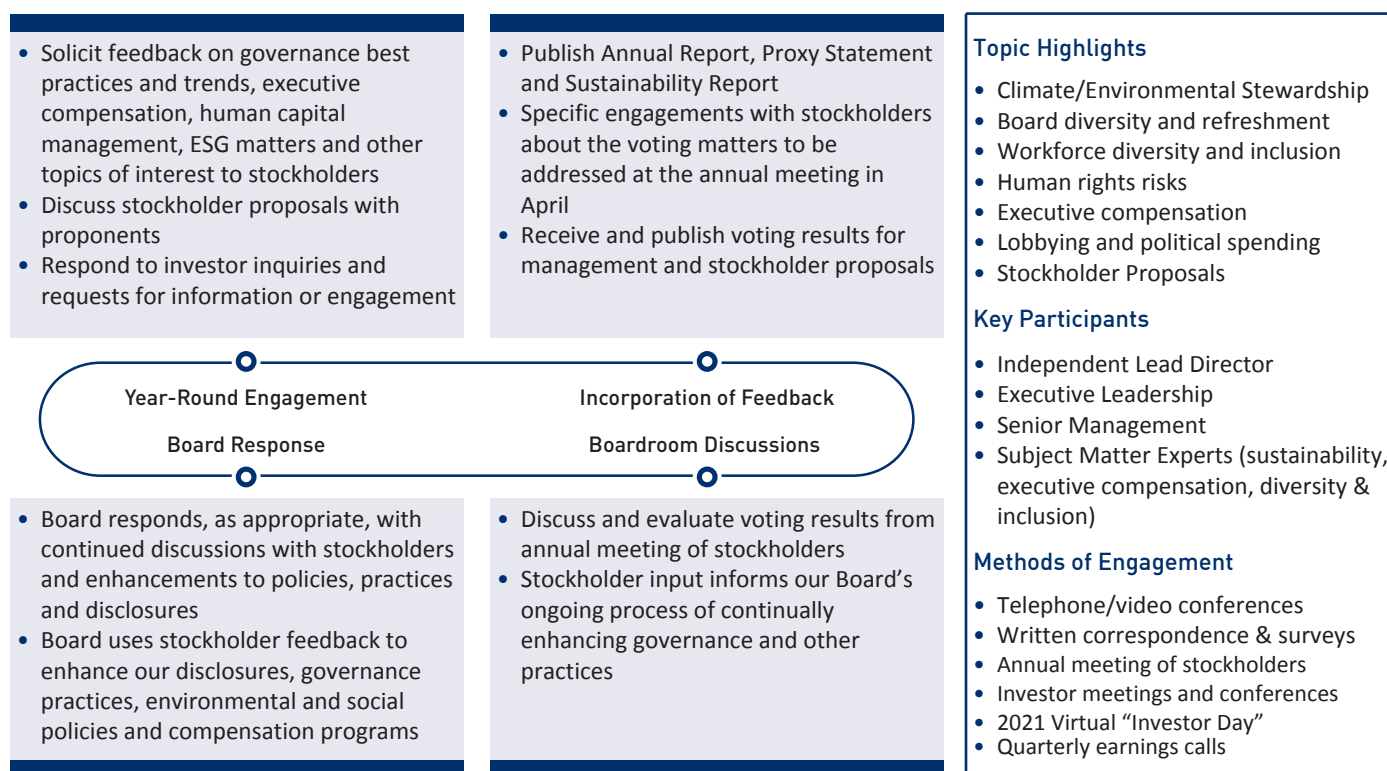 • Solicit feedback on governance best
practices and trends, executive
compensation, human capital
management, ESG matters and other
topics of interest to stockholders
• Discuss stockholder proposals with
proponents
• Respond to investor inquiries and
requests for information or engagement
• Publish Annual Report, Proxy Statement
and Sustainability Report
• Specific engagements with stockholders
about the voting matters to be
addressed at the annual meeting in
April
• Receive and publish voting results for
management and stockholder proposals
Year-Round Engagement
Incorporation of Feedback
Board Response
Boardroom Discussions
• Board responds, as appropriate, with
continued discussions with stockholders
and enhancements to policies, practices
and disclosures
• Board uses stockholder feedback to
enhance our disclosures, governance
practices, environmental and social
policies and compensation programs
• Discuss and evaluate voting results from
annual meeting of stockholders
• Stockholder input informs our Board’s
ongoing process of continually
enhancing governance and other
practices
Topic Highlights
• Climate/Environmental Stewardship
• Board diversity and refreshment
• Workforce diversity and inclusion
• Human rights risks
• Executive compensation
• Lobbying and political spending
• Stockholder Proposals
Key Participants
• Independent Lead Director
• Executive Leadership
• Senior Management
• Subject Matter Experts (sustainability,
executive compensation, diversity &
inclusion)
Methods of Engagement
• Telephone/video conferences
• Written correspondence & surveys
• Annual meeting of stockholders
• Investor meetings and conferences
• 2021 Virtual “Investor Day”
• Quarterly earnings calls